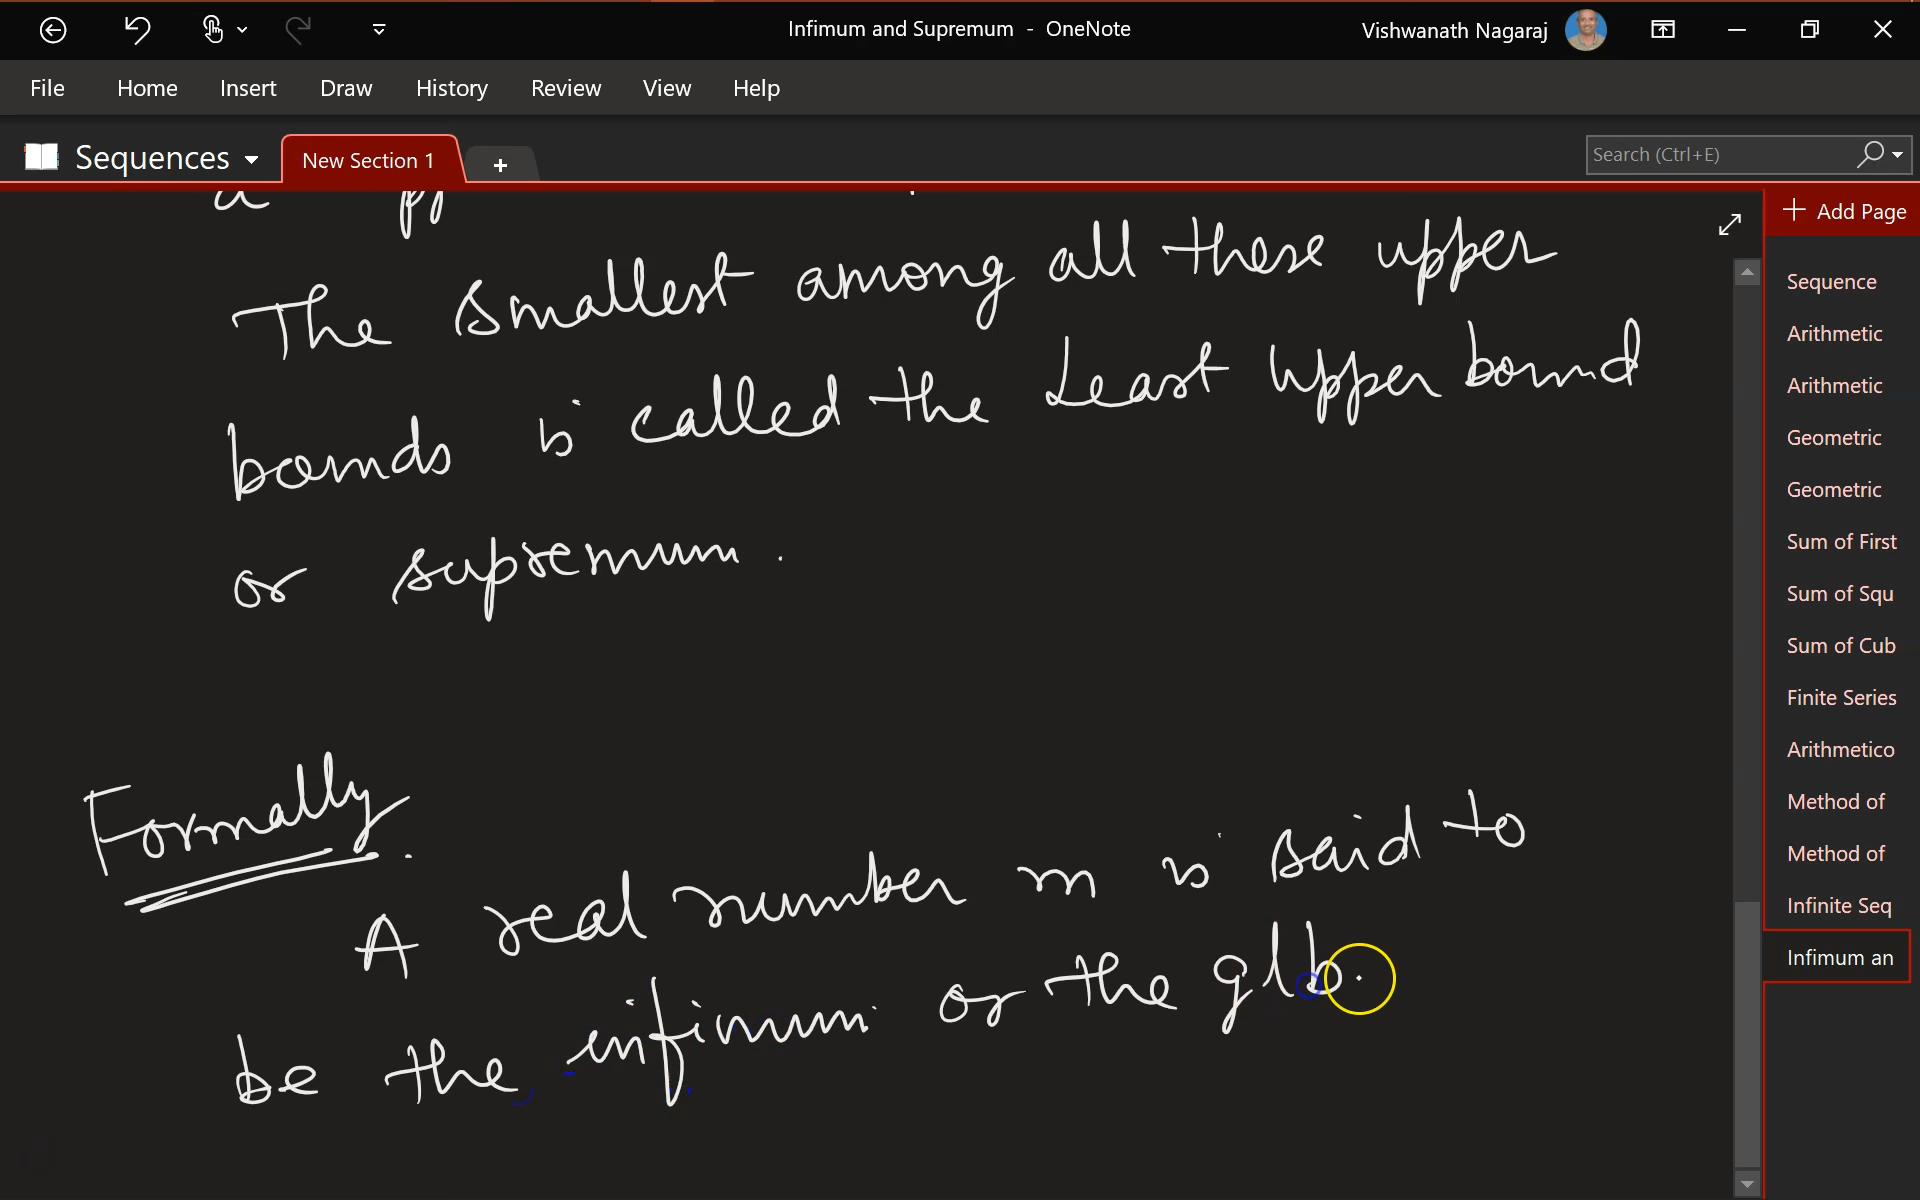 Infimum and Supremum - OneNote
Vishwanath Nagaraj
File Home Insert Draw History Review View Help
Sequences
New Section 1
+
Search (Ctrl+E)
Add Page
The smallest among all these upper
bounds is called the Least Upper bound
or supremum.
Formally.
A real number m is said to
be the infimum or the glb.
Sequence
Arithmetic
Arithmetic
Geometric
Geometric
Sum of First
Sum of Squ
Sum of Cub
Finite Series
Arithmetico
Method of
Method of
Infinite Seq
Infimum an